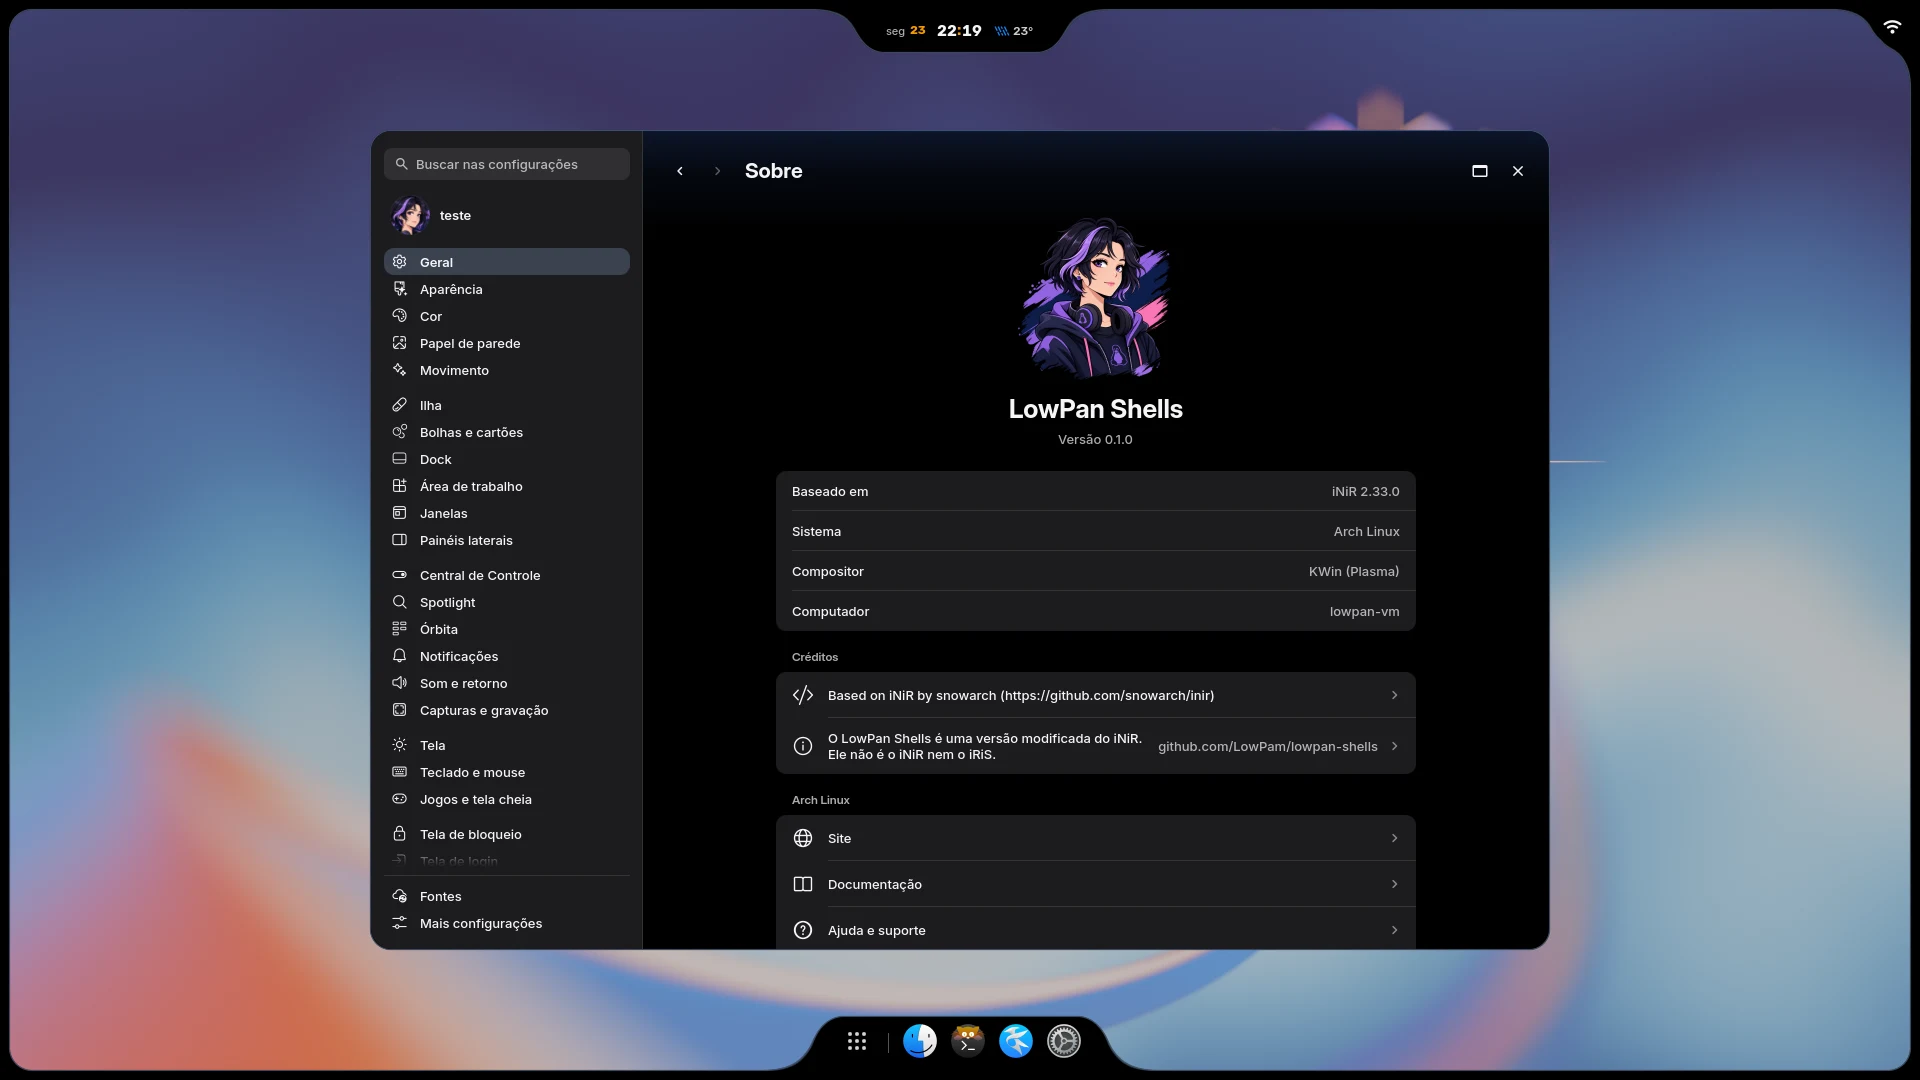 seg 23 22:19 23°
Buscar nas configurações
teste
Geral
Aparência
Cor
Papel de parede
Movimento
Ilha
Bolhas e cartões
Dock
Área de trabalho
Janelas
Painéis laterais
Central de Controle
Spotlight
Órbita
Notificações
Som e retorno
Capturas e gravação
Tela
Teclado e mouse
Jogos e tela cheia
Tela de bloqueio
Tela de login
Fontes
Mais configurações
Sobre
LowPan Shells
Versão 0.1.0
Baseado em iNiR 2.33.0
Sistema Arch Linux
Compositor KWin (Plasma)
Computador lowpan-vm
Créditos
Based on iNiR by snowarch (https://github.com/snowarch/inir)
O LowPan Shells é uma versão modificada do iNiR.
Ele não é o iNiR nem o iRiS.
github.com/LowPam/lowpan-shells
Arch Linux
Site
Documentação
Ajuda e suporte